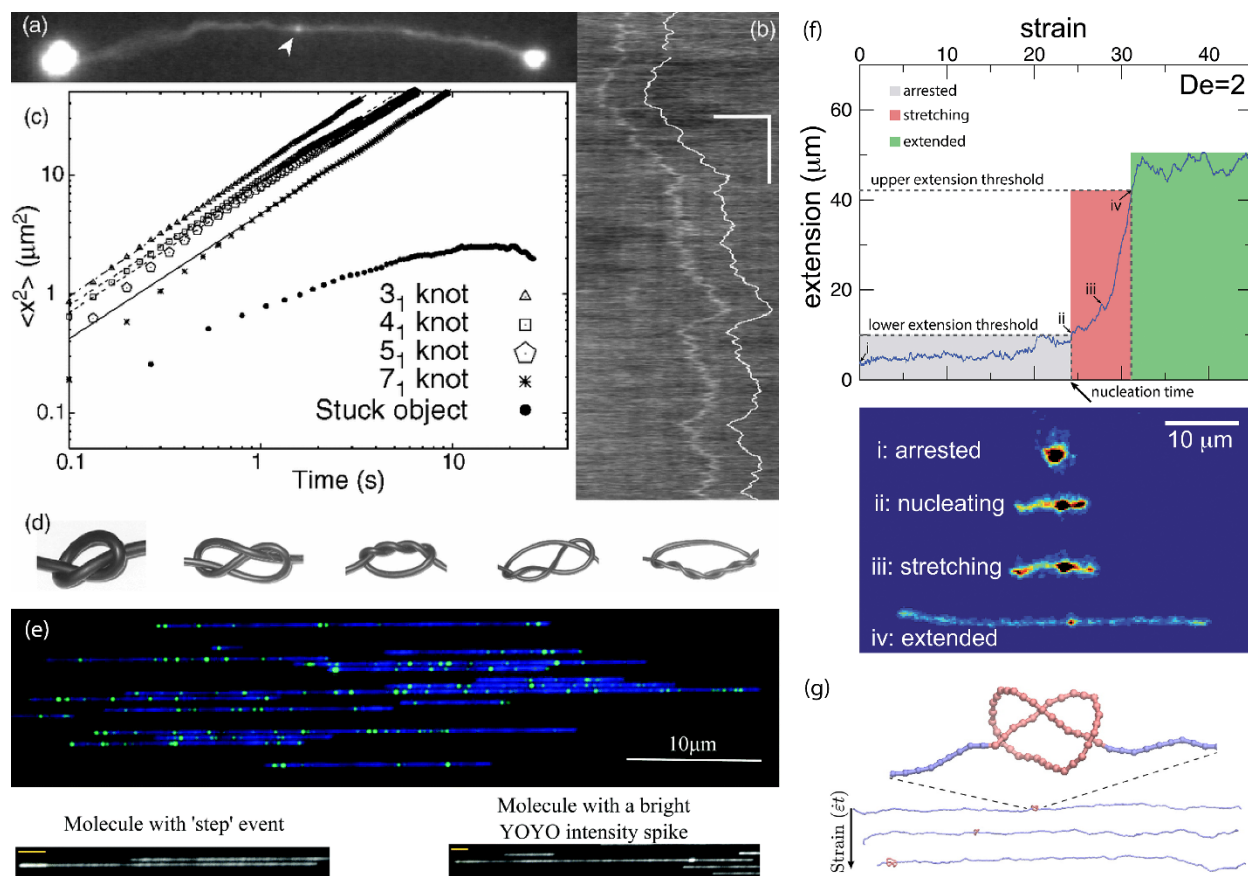 (a)
(b)
(c)
<x²> (μm²)
10
1
0.1
0.1
1
10
Time (s)
3₁ knot
4₁ knot
5₁ knot
7₁ knot
Stuck object
(d)
(e)
10μm
Molecule with 'step' event
Molecule with a bright
YOYO intensity spike
(f)
strain
0
10
20
30
40
De=2
arrested
stretching
extended
extension (μm)
60
40
20
0
upper extension threshold
lower extension threshold
i
ii
iii
iv
nucleation time
10 μm
i: arrested
ii: nucleating
iii: stretching
iv: extended
(g)
Strain (ε̇t)